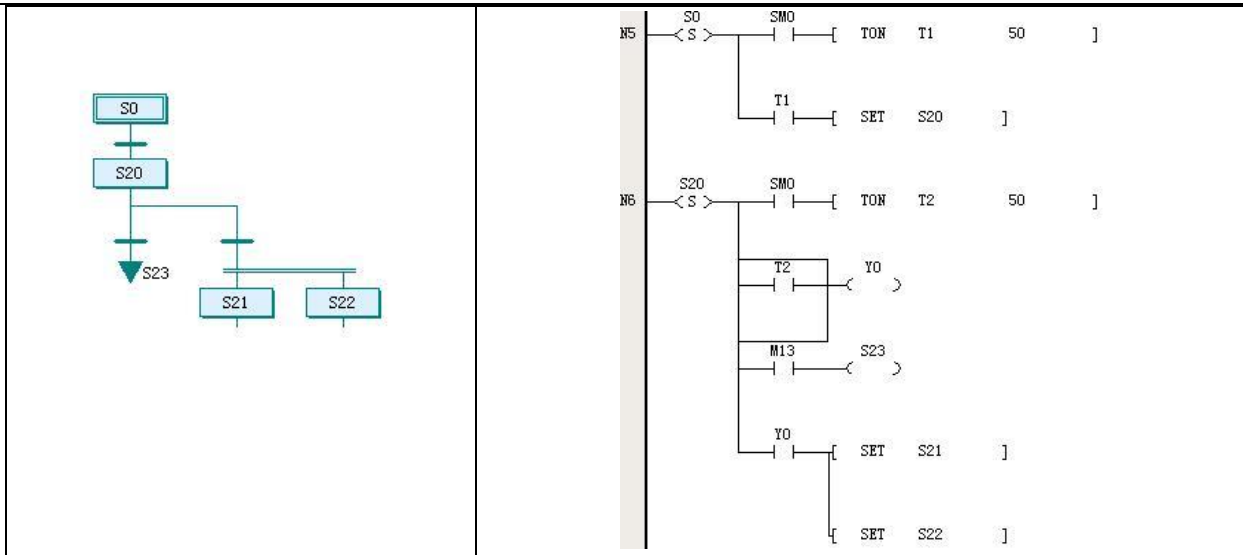 S0
S20
S23
S21 S22
S0 SM0
N5 S TON T1 50
T1
SET S20
S20 SM0
N6 S TON T2 50
T2 Y0
M13 S23
Y0
SET S21
SET S22